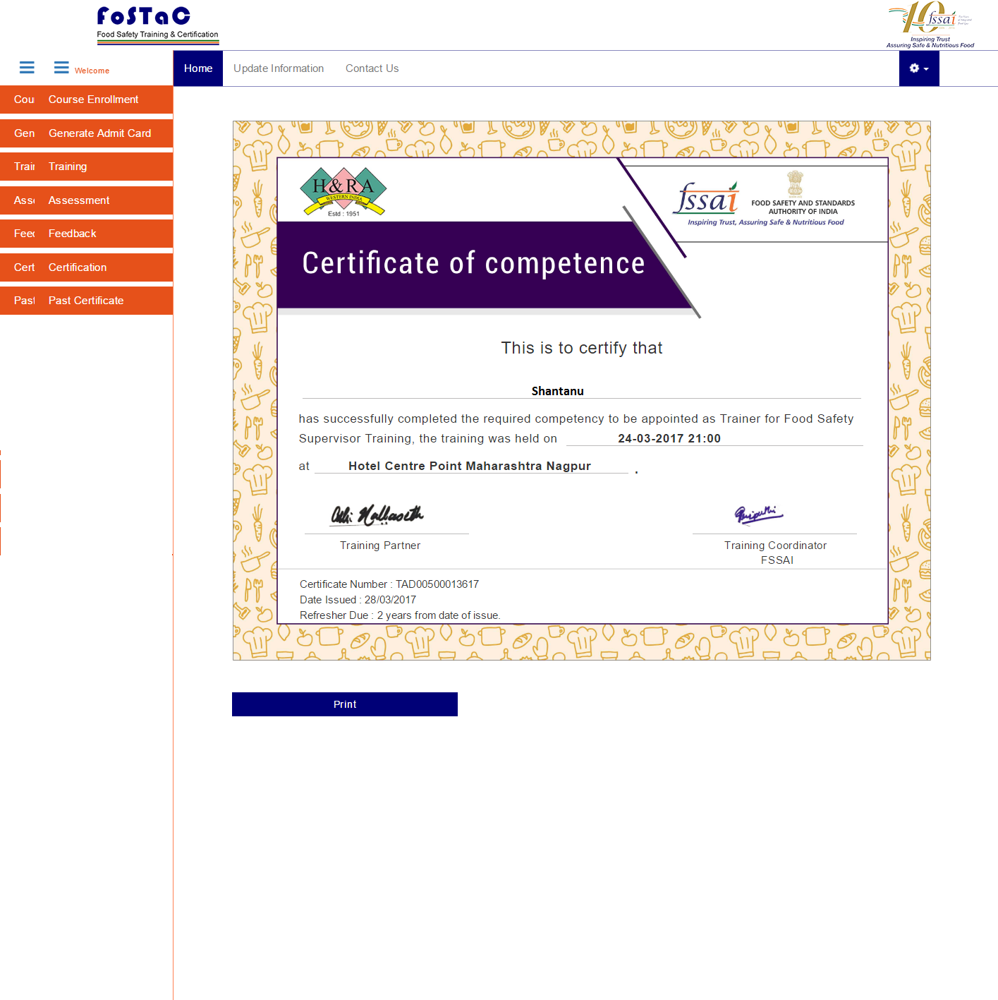 FoSTaC
Food Safety Training & Certification
fssai
Inspiring Trust
Assuring Safe & Nutritious Food
Welcome
Home Update Information Contact Us
Cou Course Enrollment
Gen Generate Admit Card
Trai Training
Ass Assessment
Feed Feedback
Cert Certification
Past Past Certificate
H&RA
WESTERN INDIA
Estd : 1951
fssai
FOOD SAFETY AND STANDARDS
AUTHORITY OF INDIA
Inspiring Trust, Assuring Safe & Nutritious Food
Certificate of competence
This is to certify that
Shantanu
has successfully completed the required competency to be appointed as Trainer for Food Safety
Supervisor Training, the training was held on 24-03-2017 21:00
at Hotel Centre Point Maharashtra Nagpur .
Training Partner
Training Coordinator
FSSAI
Certificate Number : TAD00500013617
Date Issued : 28/03/2017
Refresher Due : 2 years from date of issue.
Print